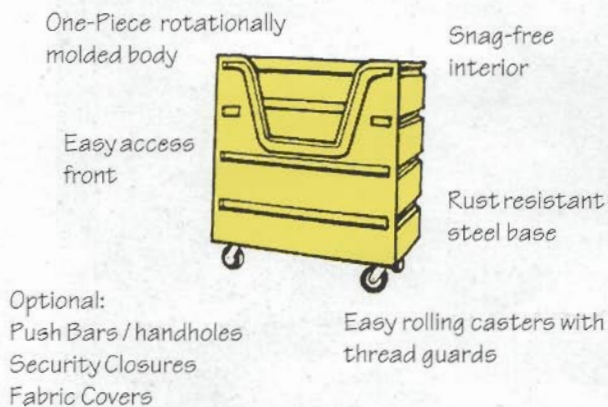 One-Piece rotationally
molded body
Snag-free
interior
Easy access
front
Rust resistant
steel base
Optional:
Push Bars / handholes
Security Closures
Fabric Covers
Easy rolling casters with
thread guards